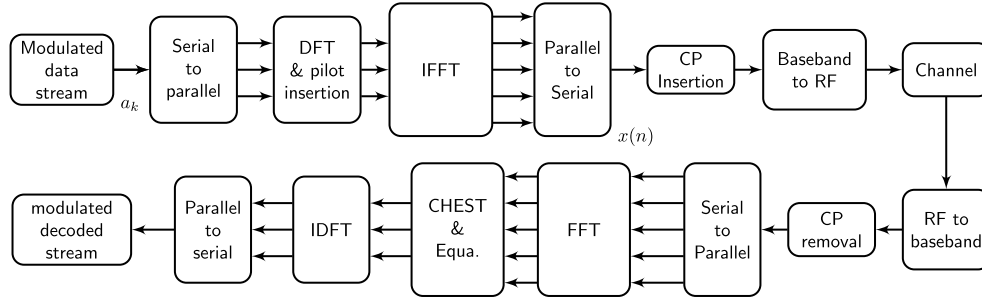 Modulated
data
stream
a_k
Serial
to
parallel
DFT
& pilot
insertion
IFFT
Parallel
to
Serial
x(n)
CP
Insertion
Baseband
to RF
Channel
RF to
baseband
CP
removal
Serial
to
Parallel
FFT
CHEST
&
Equa.
IDFT
Parallel
to
serial
modulated
decoded
stream